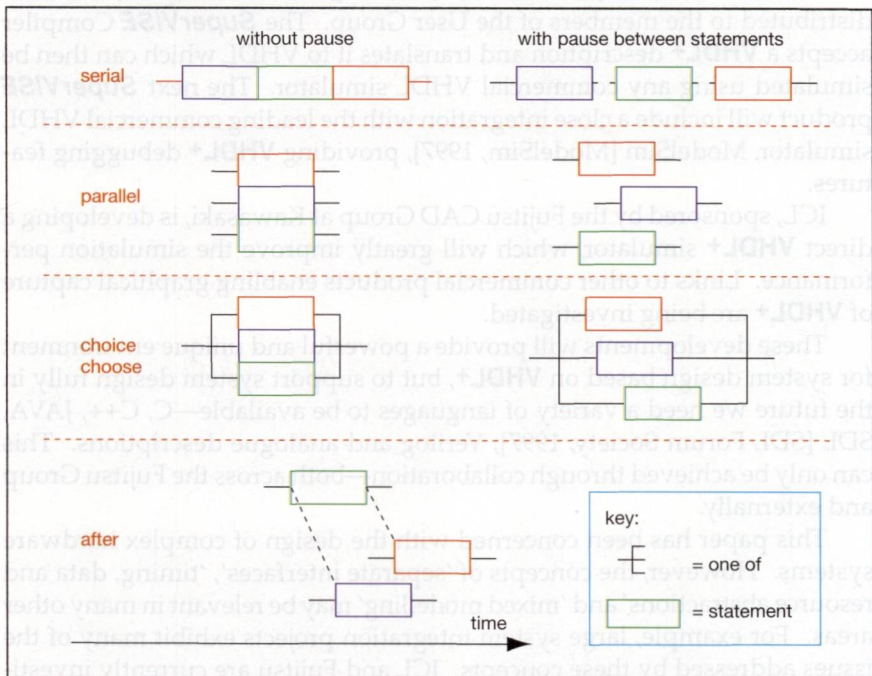 distributed to the members of the User Group. The SuperVISE Compiler
without pause
with pause between statements
accepts a VHDL+ description and translates it to VHDL which can then be
serial
simulated using any commercial VHDL simulator. The next SuperVISE
product will include a close integration with the leading commercial VHDL
simulator, ModelSim [ModelSim, 1997], providing VHDL+ debugging fea-
tures.
parallel
ICL, sponsored by the Fujitsu CAD Group at Kawasaki, is developing a
direct VHDL+ simulator which will greatly improve the simulation per-
formance. Links to other commercial products enabling graphical capture
of VHDL+ are being investigated.
choice
choose
These developments will provide a powerful and unique environment
for system design based on VHDL+, but to support system design fully in
the future we need a variety of languages to be available—C, C++, JAVA,
SDL [SDL Forum Society, 1997], Verilog and analogue descriptions. This
can only be achieved through collaboration—both across the Fujitsu Group
and externally.
after
key:
= one of
= statement
time
This paper has been concerned with the design of complex hardware
systems. However, the concepts of 'separate interfaces', 'timing, data and
resource abstractions' and 'mixed modelling' may be relevant in many other
areas. For example, large system integration projects exhibit many of the
issues addressed by these concepts. ICL and Fujitsu are currently investi-